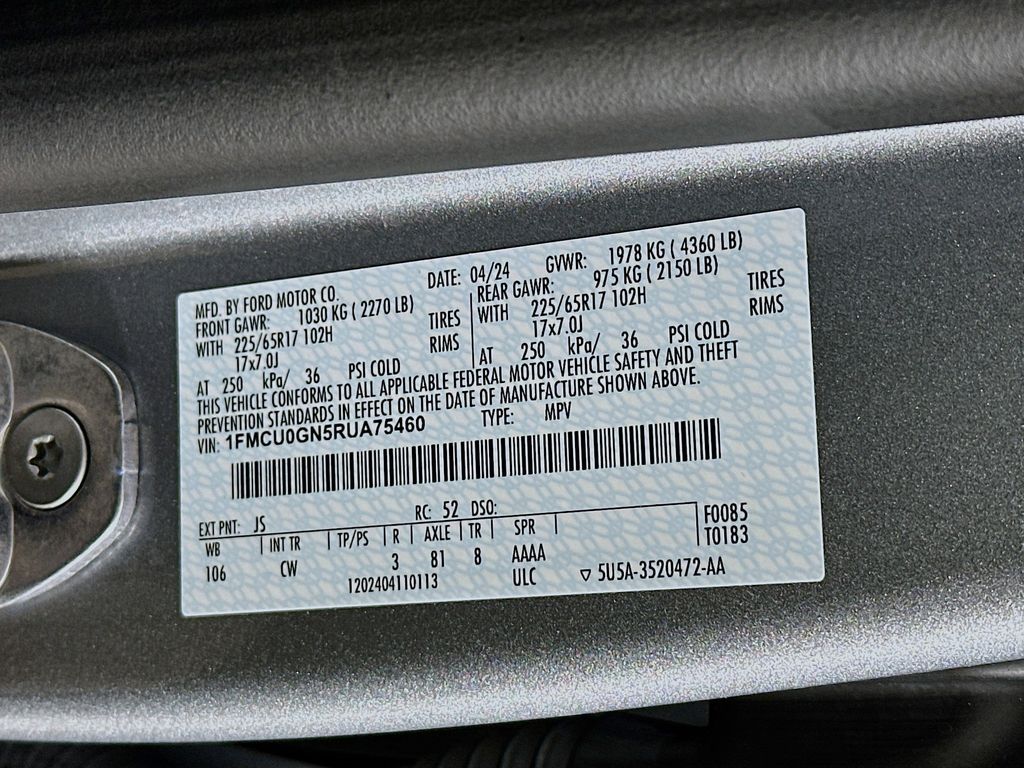 MFD. BY FORD MOTOR CO. DATE: 04/24 GVWR: 1978 KG ( 4360 LB)
FRONT GAWR: 1030 KG ( 2270 LB) REAR GAWR: 975 KG ( 2150 LB)
WITH 225/65R17 102H TIRES WITH 225/65R17 102H TIRES
17x7.0J RIMS 17x7.0J RIMS
AT 250 kPa/ 36 PSI COLD AT 250 kPa/ 36 PSI COLD
THIS VEHICLE CONFORMS TO ALL APPLICABLE FEDERAL MOTOR VEHICLE SAFETY AND THEFT
PREVENTION STANDARDS IN EFFECT ON THE DATE OF MANUFACTURE SHOWN ABOVE.
VIN: 1FMCU0GN5RUA75460 TYPE: MPV
EXT PNT: JS RC: 52 DSO: F0085
WB INT TR TP/PS R AXLE TR SPR T0183
106 CW 3 81 8 AAAA
1202404110113 ULC ▽ 5U5A-3520472-AA